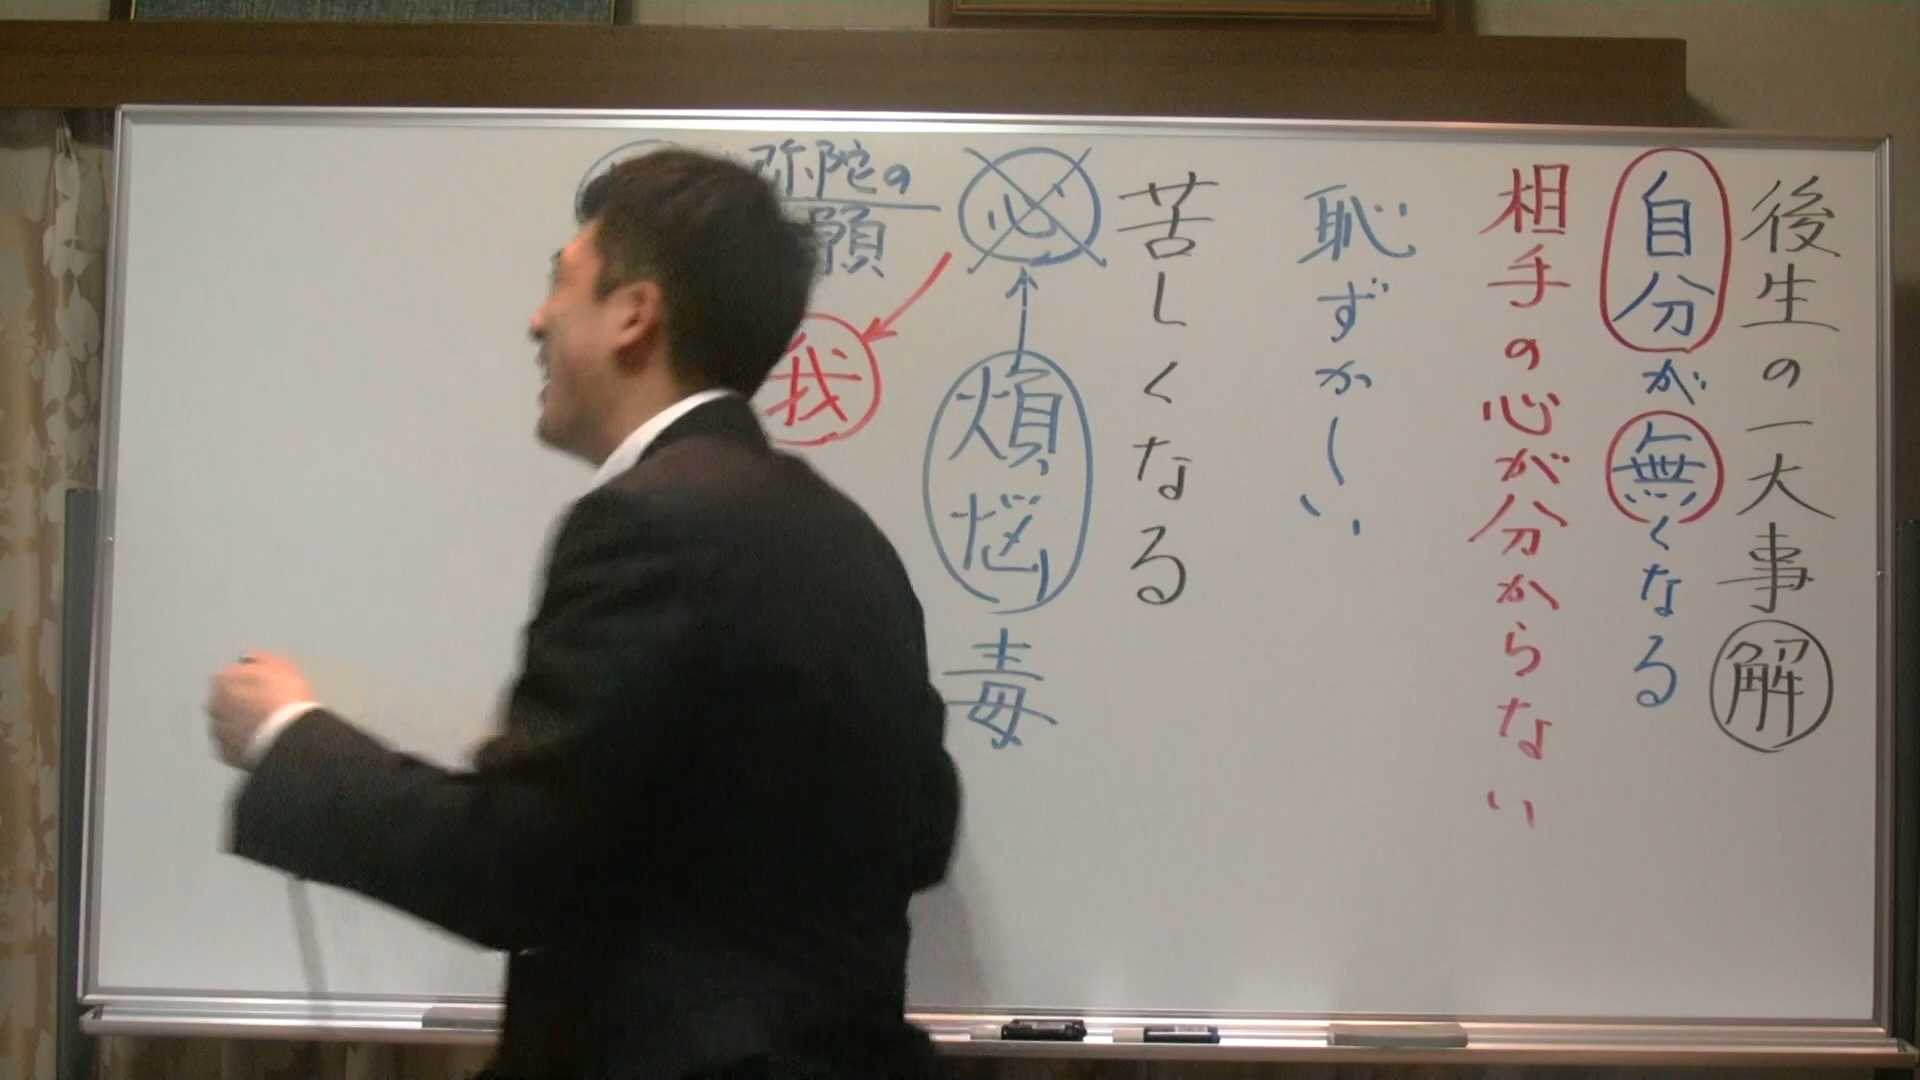 後生の一大事 解
自分が無くなる
相手の心が分からない
恥ずかしい
苦しくなる
心
煩悩 毒
弥陀の
願
我